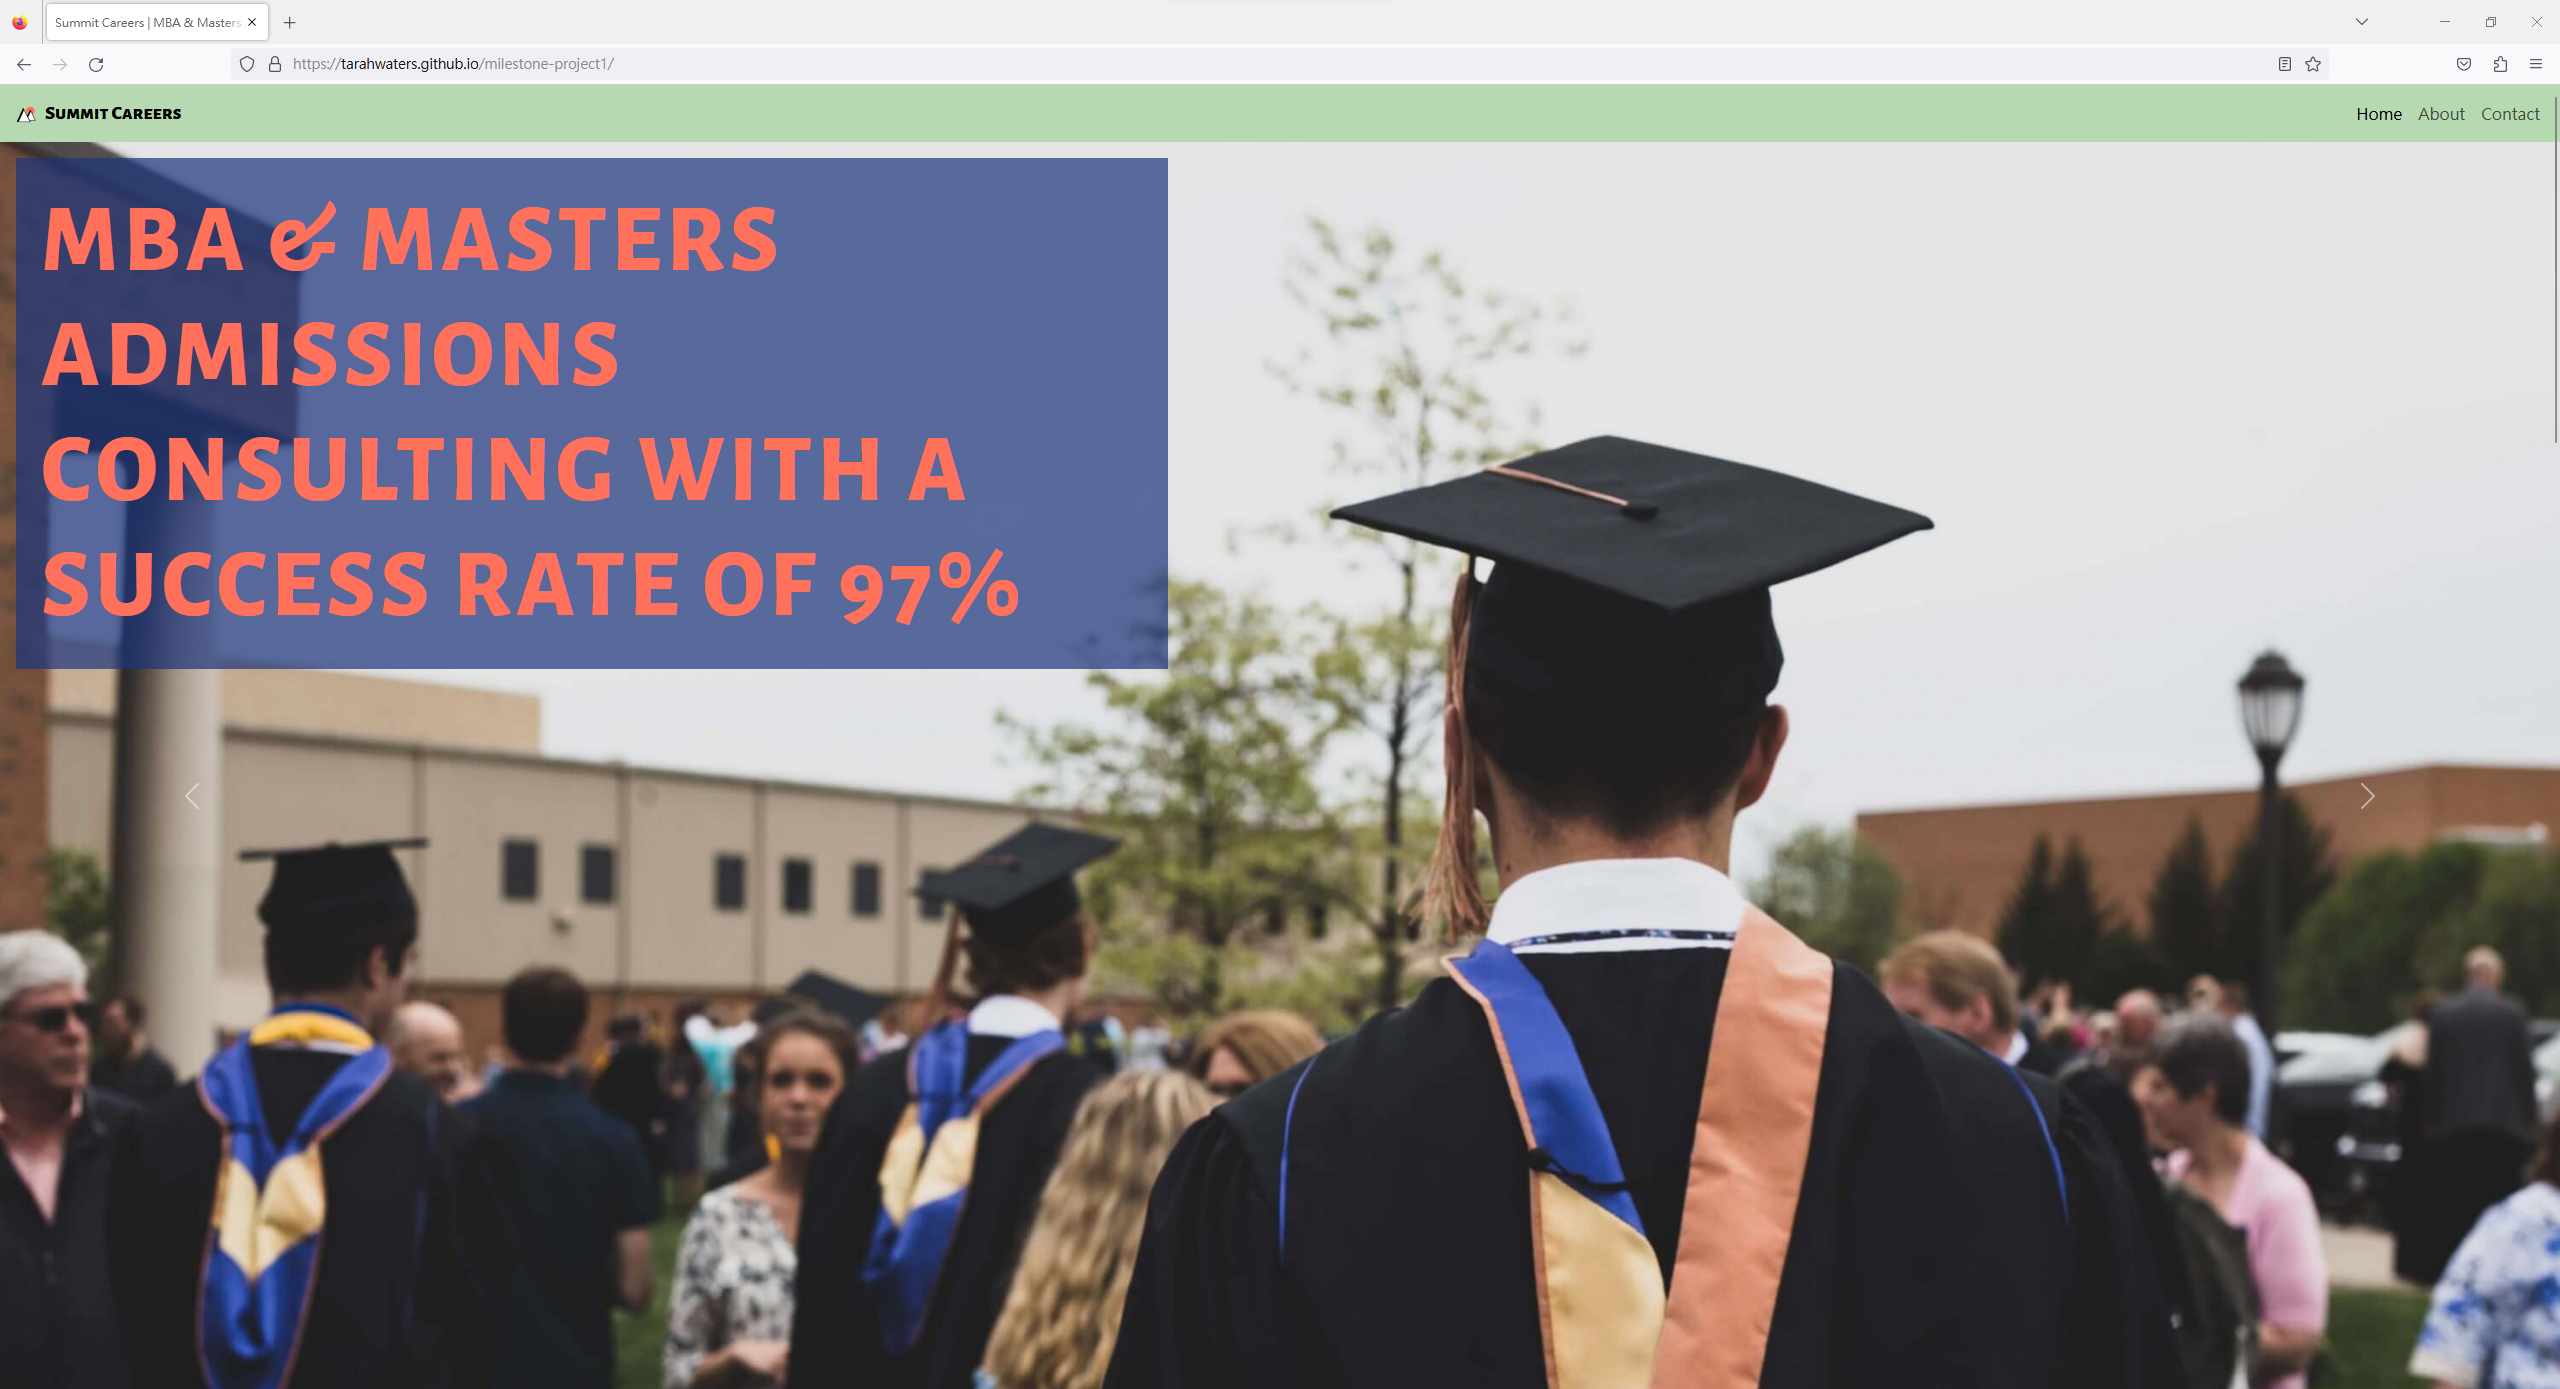 Summit Careers | MBA & Masters
https://tarahwaters.github.io/milestone-project1/
Summit Careers
Home About Contact
MBA & MASTERS
ADMISSIONS
CONSULTING WITH A
SUCCESS RATE OF 97%